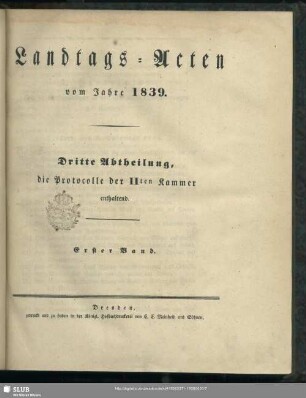 Landtags-Acten
vom Jahre 1839.
Dritte Abtheilung,
die Protocolle der IIten Kammer
enthaltend.
Erster Band.
Dresden,
gedruckt und zu finden in der Königl. Hofbuchdruckerei von C. C. Meinhold und Söhnen.
SLUB